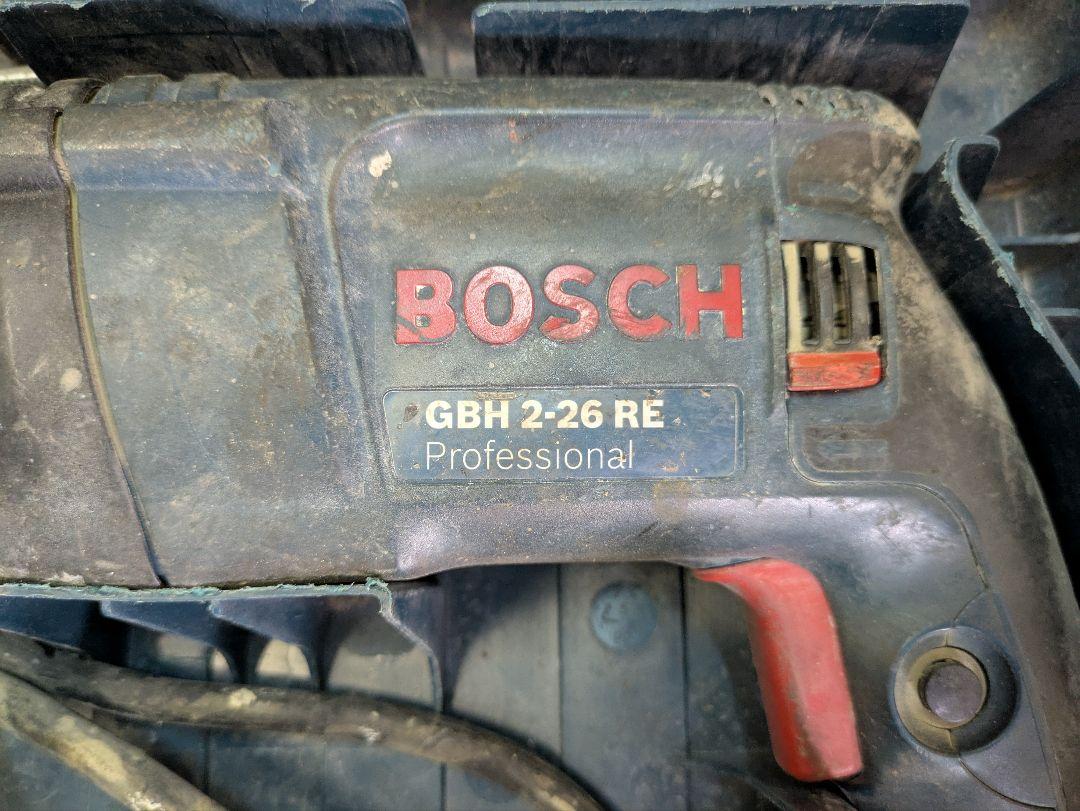 BOSCH
GBH 2-26 RE
Professional